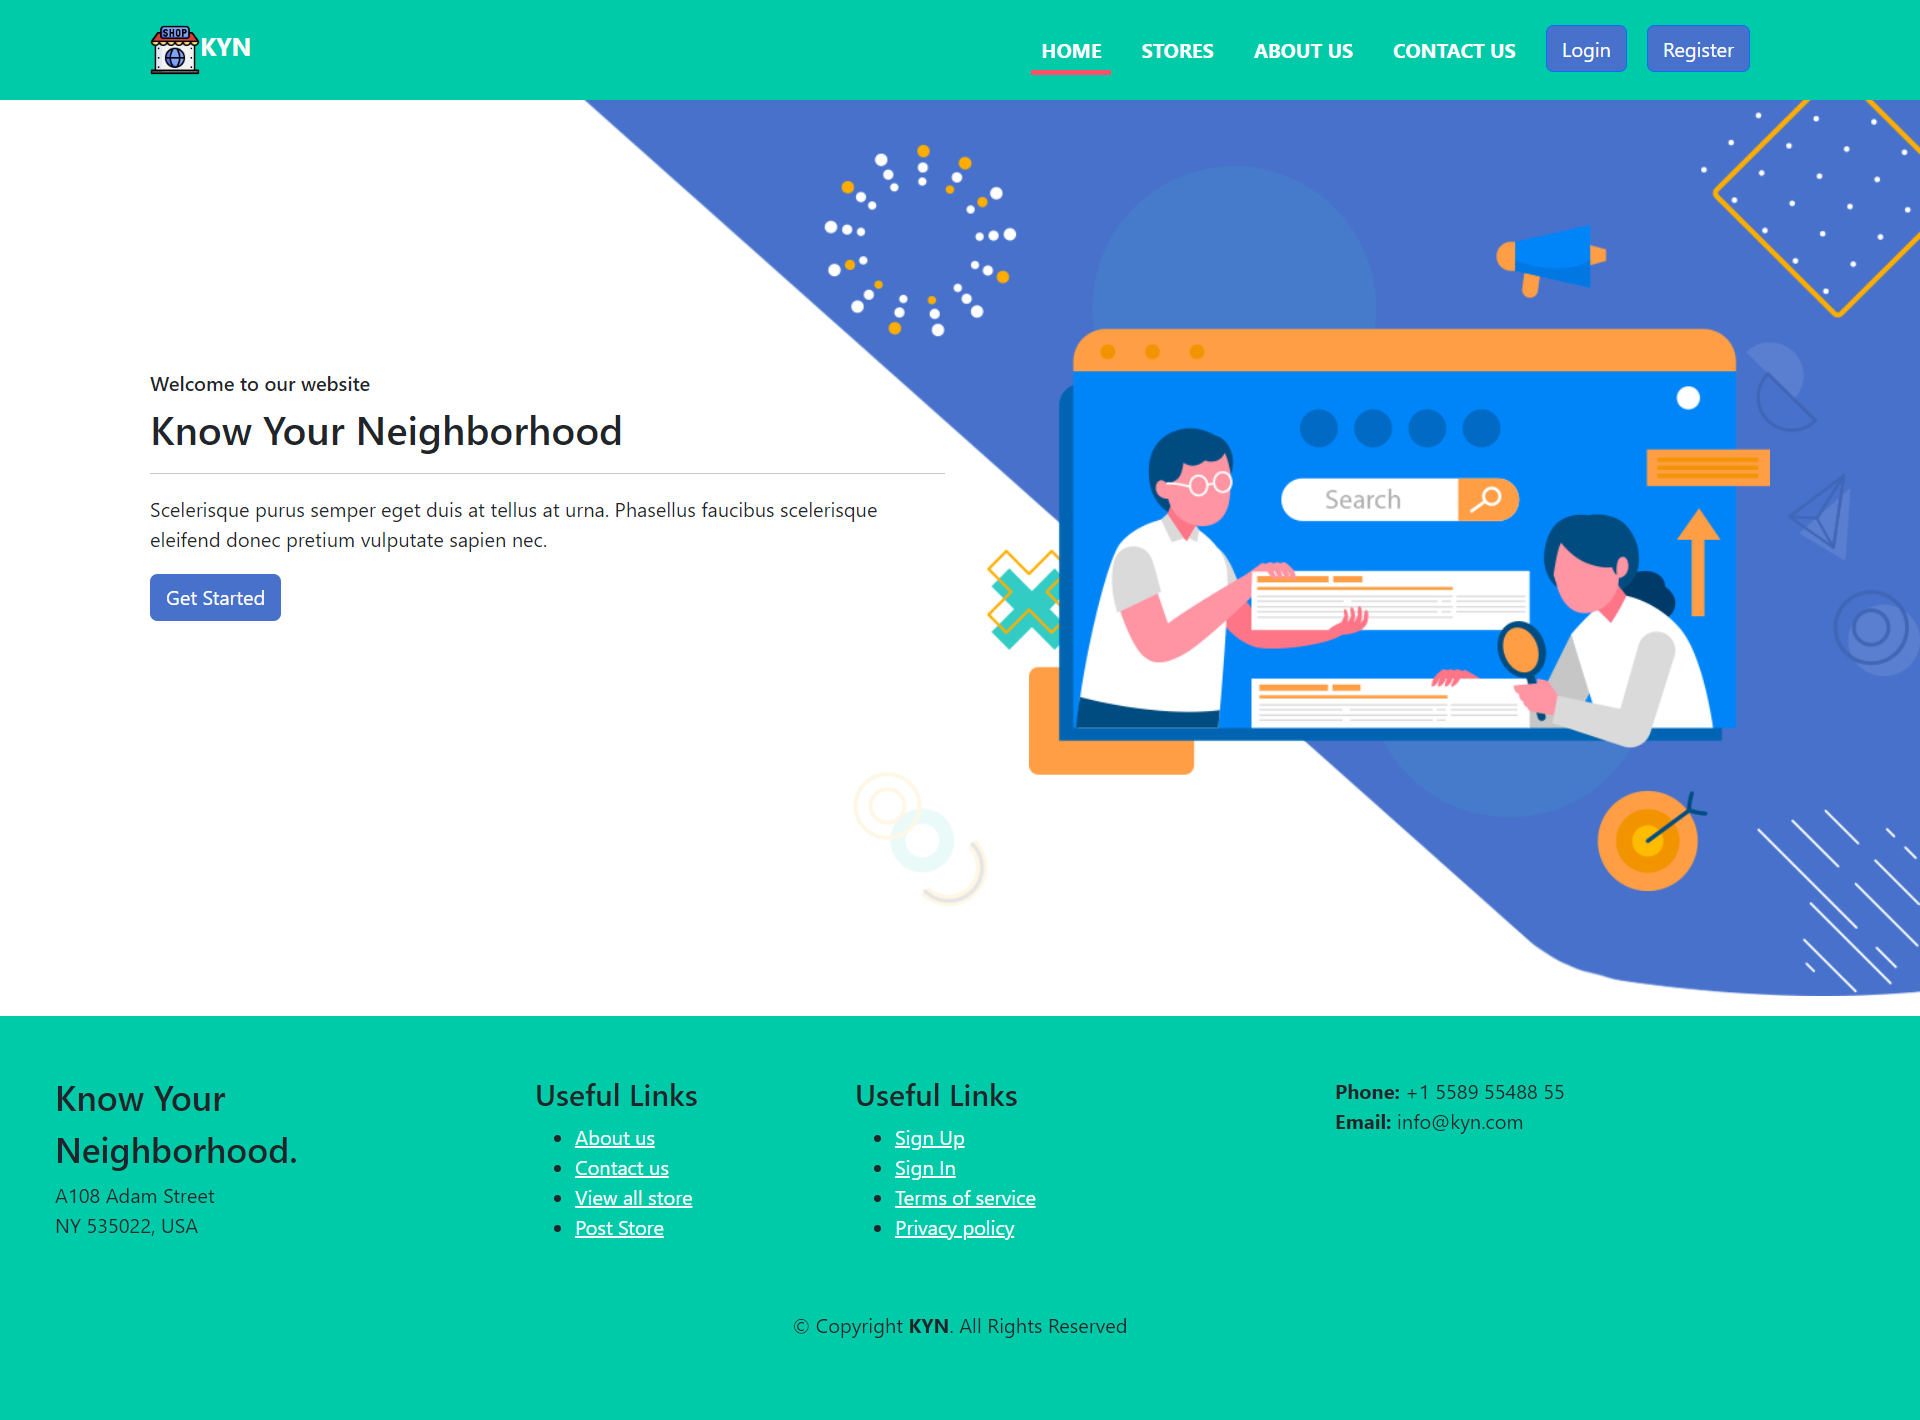 SHOP
KYN
HOME STORES ABOUT US CONTACT US Login Register
Welcome to our website
Know Your Neighborhood
Scelerisque purus semper eget duis at tellus at urna. Phasellus faucibus scelerisque
eleifend donec pretium vulputate sapien nec.
Get Started
Search
Know Your
Neighborhood.
A108 Adam Street
NY 535022, USA
Useful Links
About us
Contact us
View all store
Post Store
Useful Links
Sign Up
Sign In
Terms of service
Privacy policy
Phone: +1 5589 55488 55
Email: info@kyn.com
© Copyright KYN. All Rights Reserved